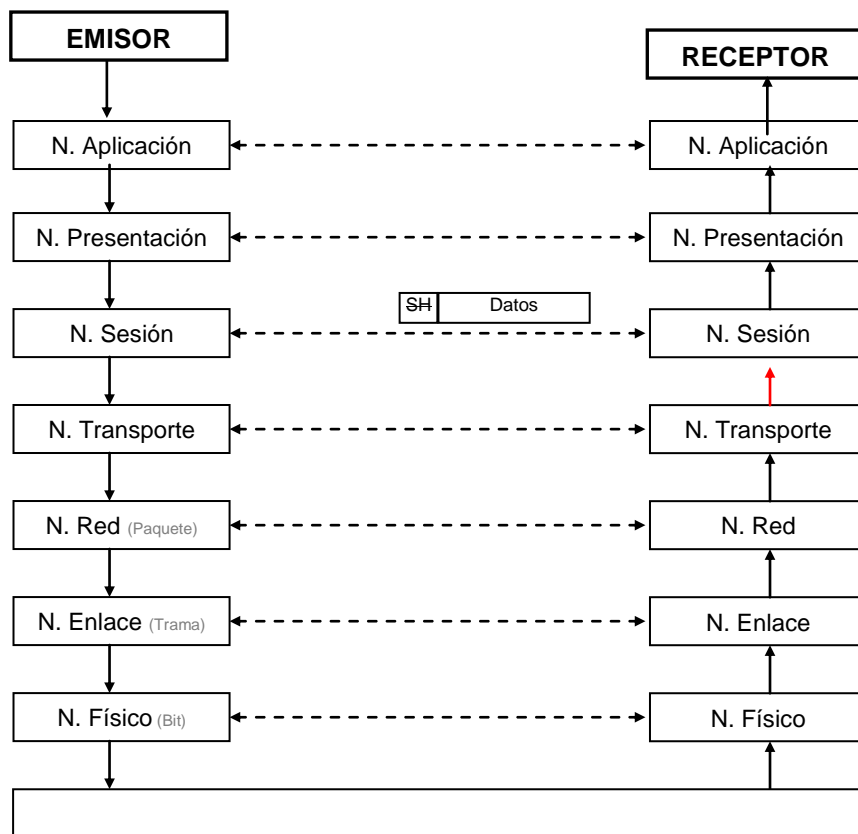 EMISOR
RECEPTOR
N. Aplicación
N. Aplicación
N. Presentación
N. Presentación
SH Datos
N. Sesión
N. Sesión
N. Transporte
N. Transporte
N. Red (Paquete)
N. Red
N. Enlace (Trama)
N. Enlace
N. Físico (Bit)
N. Físico